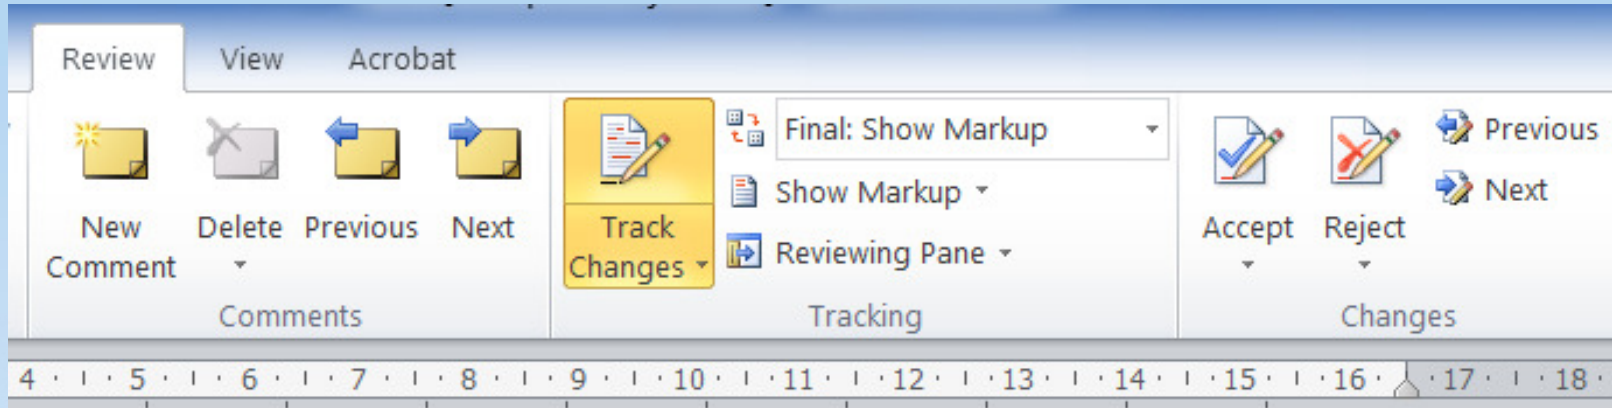 Review View Acrobat
New Comment
Delete
Previous
Next
Comments
Track Changes
Final: Show Markup
Show Markup
Reviewing Pane
Tracking
Accept
Reject
Previous
Next
Changes
4 5 6 7 8 9 10 11 12 13 14 15 16 17 18